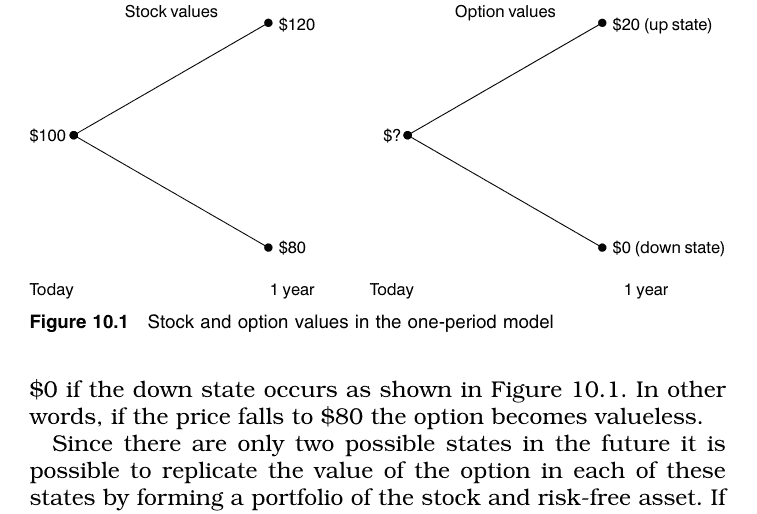 Stock values
Option values
$120
$20 (up state)
$100
$?
$80
$0 (down state)
Today
1 year
Today
1 year
Figure 10.1 Stock and option values in the one-period model
$0 if the down state occurs as shown in Figure 10.1. In other
words, if the price falls to $80 the option becomes valueless.
Since there are only two possible states in the future it is
possible to replicate the value of the option in each of these
states by forming a portfolio of the stock and risk-free asset. If